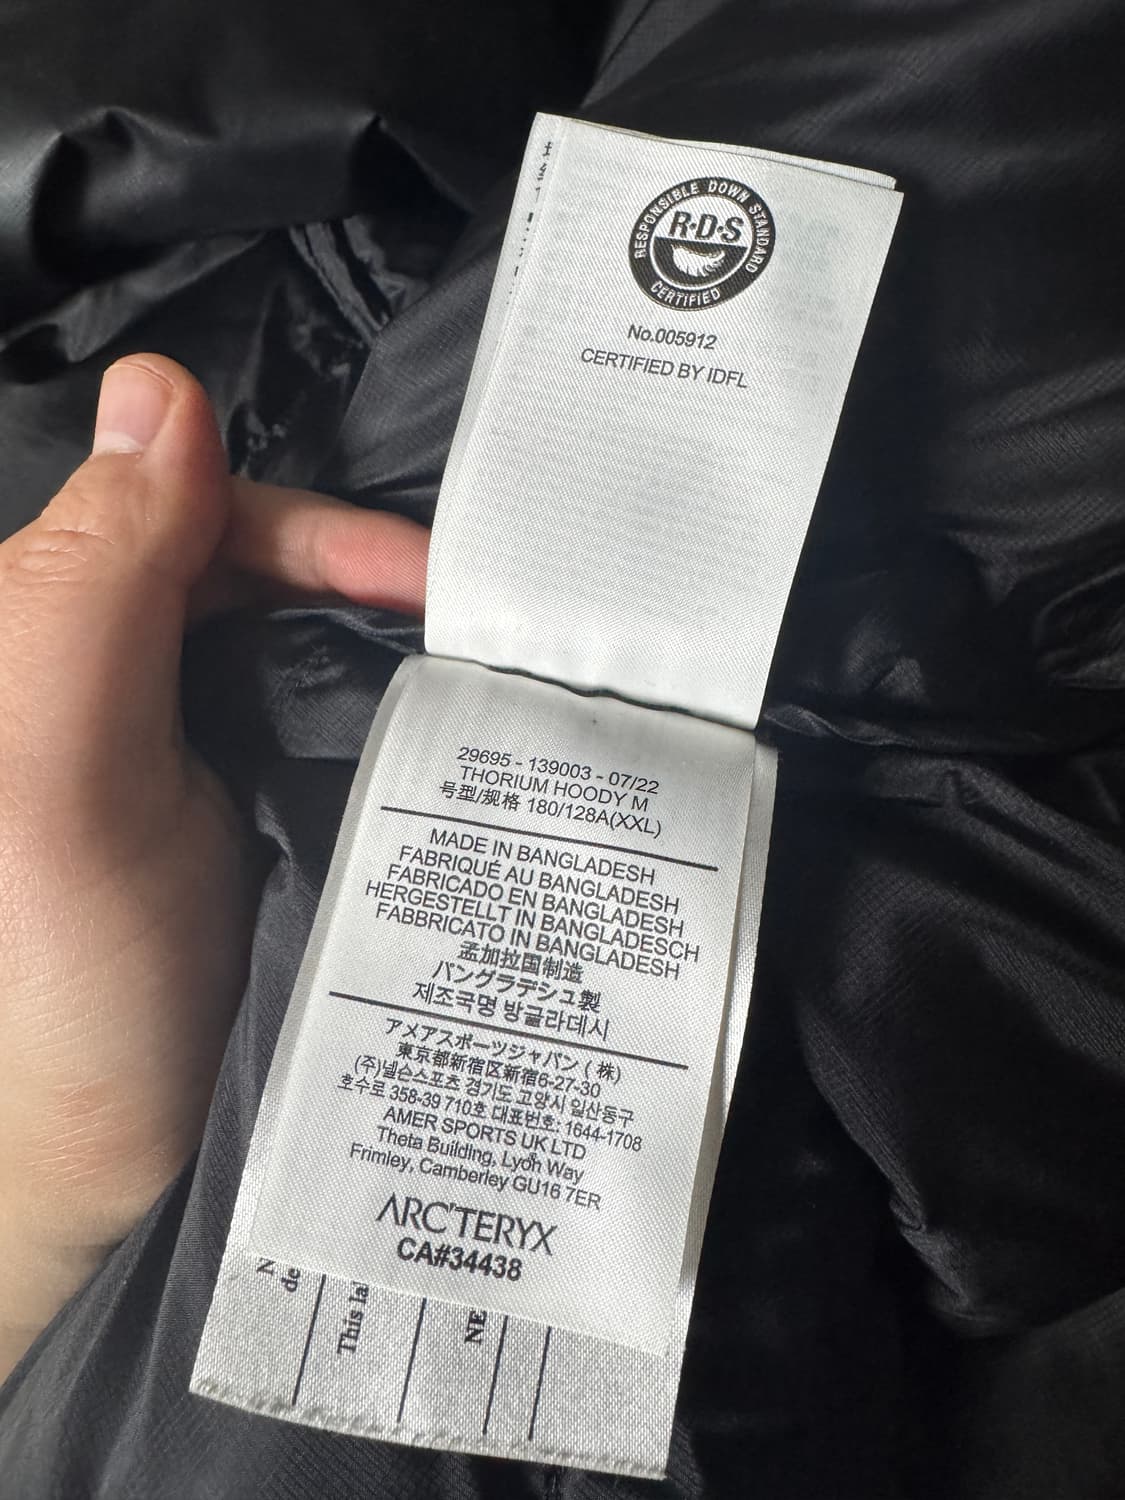 RESPONSIBLE DOWN STANDARD
R·D·S
CERTIFIED
No.005912
CERTIFIED BY IDFL
29695 - 139003 - 07/22
THORIUM HOODY M
号型/规格 180/128A(XXL)
MADE IN BANGLADESH
FABRIQUÉ AU BANGLADESH
FABRICADO EN BANGLADESH
HERGESTELLT IN BANGLADESCH
FABBRICATO IN BANGLADESH
孟加拉国制造
バングラデシュ製
제조국명 방글라데시
アメアスポーツジャパン (株)
東京都新宿区新宿6-27-30
(주)넬슨스포츠 경기도 고양시 일산동구
호수로 358-39 710호 대표번호: 1644-1708
AMER SPORTS UK LTD
Theta Building, Lyon Way
Frimley, Camberley GU16 7ER
ARC'TERYX
CA#34438
N
de
This la
NE